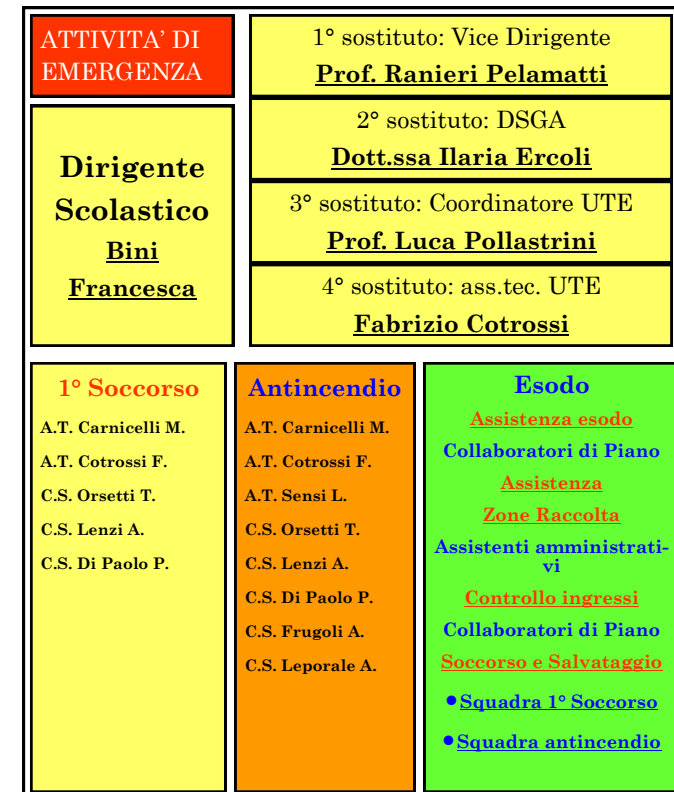 ATTIVITA’ DI
EMERGENZA
1° sostituto: Vice Dirigente
Prof. Ranieri Pelamatti
2° sostituto: DSGA
Dott.ssa Ilaria Ercoli
3° sostituto: Coordinatore UTE
Prof. Luca Pollastrini
4° sostituto: ass.tec. UTE
Fabrizio Cotrossi
Dirigente
Scolastico
Bini
Francesca
1° Soccorso
A.T. Carnicelli M.
A.T. Cotrossi F.
C.S. Orsetti T.
C.S. Lenzi A.
C.S. Di Paolo P.
Antincendio
A.T. Carnicelli M.
A.T. Cotrossi F.
A.T. Sensi L.
C.S. Orsetti T.
C.S. Lenzi A.
C.S. Di Paolo P.
C.S. Frugoli A.
C.S. Leporale A.
Esodo
Assistenza esodo
Collaboratori di Piano
Assistenza
Zone Raccolta
Assistenti amministrati-
vi
Controllo ingressi
Collaboratori di Piano
Soccorso e Salvataggio
•Squadra 1° Soccorso
•Squadra antincendio